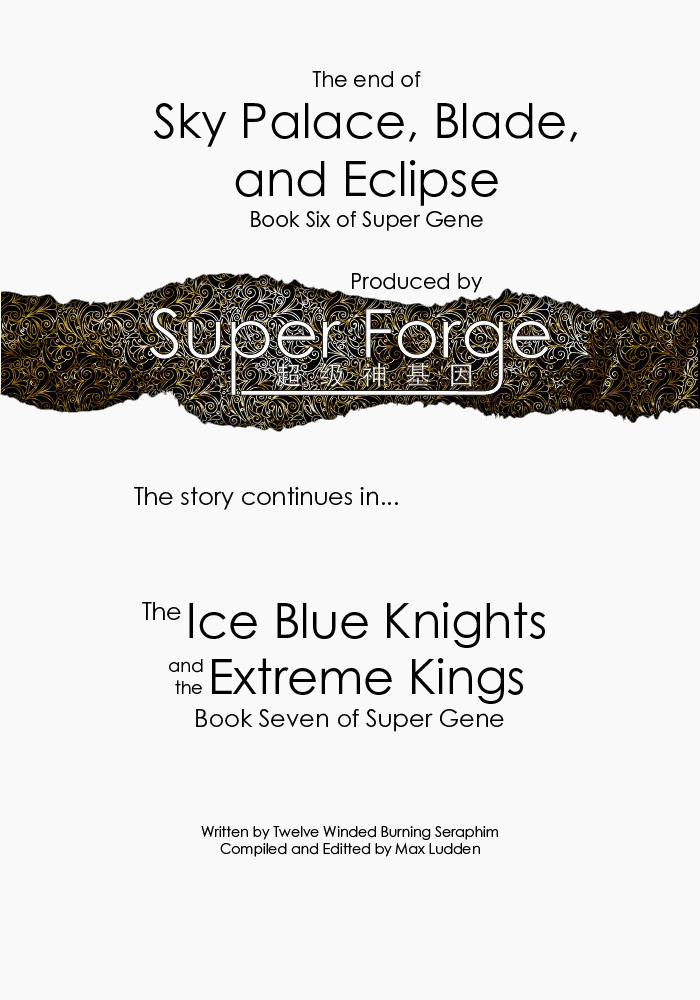 The end of
Sky Palace, Blade,
and Eclipse
Book Six of Super Gene
Produced by
Super Forge
超级神基因
The story continues in...
The Ice Blue Knights
and the Extreme Kings
Book Seven of Super Gene
Written by Twelve Winded Burning Seraphim
Compiled and Editted by Max Ludden